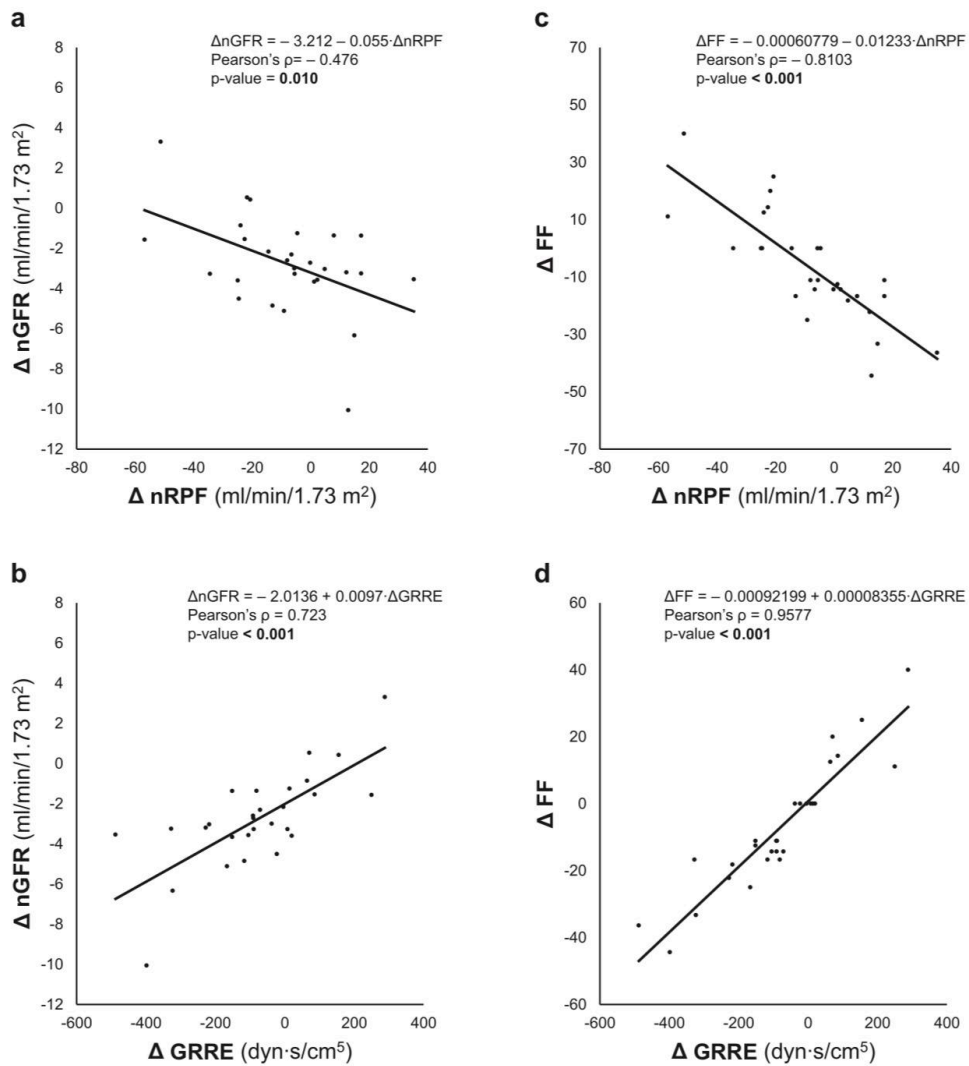 a
ΔnGFR = – 3.212 – 0.055·ΔnRPF
Pearson's ρ= – 0.476
p-value = 0.010
8
6
4
2
0
-2
-4
-6
-8
-10
-12
Δ nGFR (ml/min/1.73 m²)
-80
-60
-40
-20
0
20
40
Δ nRPF (ml/min/1.73 m²)
c
ΔFF = – 0.00060779 – 0.01233·ΔnRPF
Pearson's ρ= – 0.8103
p-value < 0.001
70
50
30
10
-10
-30
-50
-70
Δ FF
-80
-60
-40
-20
0
20
40
Δ nRPF (ml/min/1.73 m²)
b
ΔnGFR = – 2.0136 + 0.0097·ΔGRRE
Pearson's ρ = 0.723
p-value < 0.001
8
6
4
2
0
-2
-4
-6
-8
-10
-12
Δ nGFR (ml/min/1.73 m²)
-600
-400
-200
0
200
400
Δ GRRE (dyn·s/cm⁵)
d
ΔFF = – 0.00092199 + 0.00008355·ΔGRRE
Pearson's ρ = 0.9577
p-value < 0.001
60
40
20
0
-20
-40
-60
Δ FF
-600
-400
-200
0
200
400
Δ GRRE (dyn·s/cm⁵)